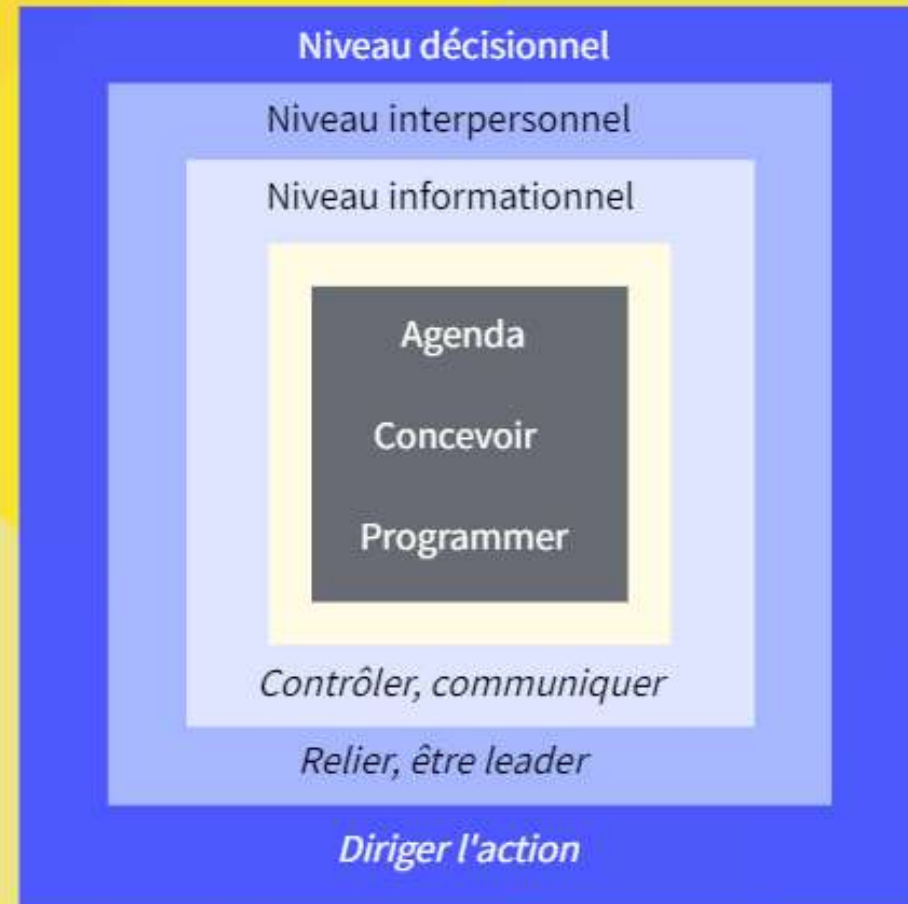 Niveau décisionnel
Niveau interpersonnel
Niveau informationnel
Agenda
Concevoir
Programmer
Contrôler, communiquer
Relier, être leader
Diriger l'action